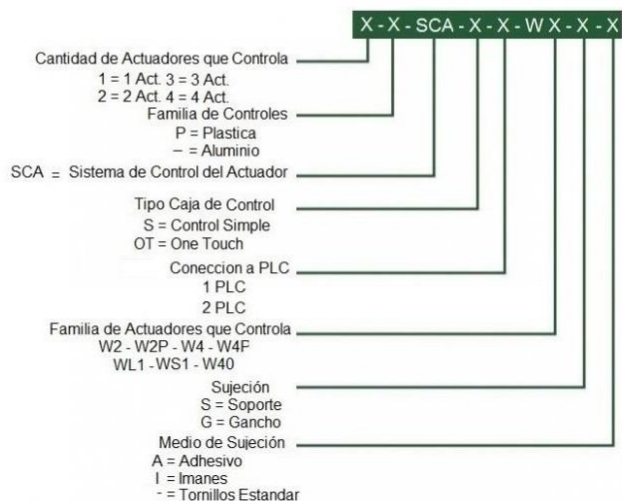 X - X - SCA - X - X - W X - X - X
Cantidad de Actuadores que Controla
1 = 1 Act. 3 = 3 Act.
2 = 2 Act. 4 = 4 Act.
Familia de Controles
P = Plastica
– = Aluminio
SCA = Sistema de Control del Actuador
Tipo Caja de Control
S = Control Simple
OT = One Touch
Coneccion a PLC
1 PLC
2 PLC
Familia de Actuadores que Controla
W2 - W2P - W4 - W4P
WL1 - WS1 - W40
Sujeción
S = Soporte
G = Gancho
Medio de Sujeción
A = Adhesivo
I = Imanes
- = Tornillos Estandar